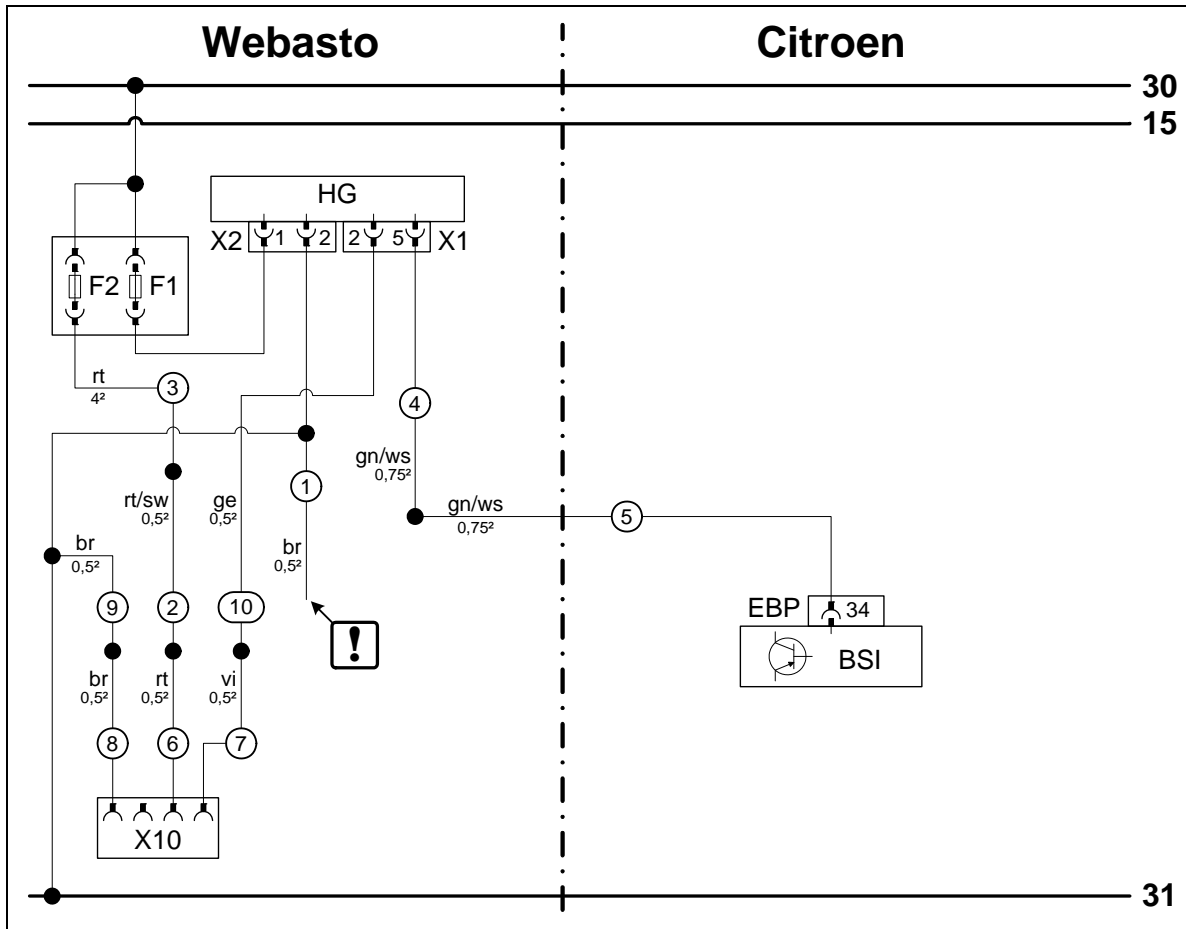 Webasto
Citroen
30
15
HG
X2 1 2 2 5 X1
F2 F1
rt
4²
3
4
gn/ws
0,75²
1
rt/sw
0,5²
ge
0,5²
gn/ws
0,75²
5
br
0,5²
br
0,5²
9
2
10
!
EBP 34
BSI
br
0,5²
rt
0,5²
vi
0,5²
8
6
7
X10
31